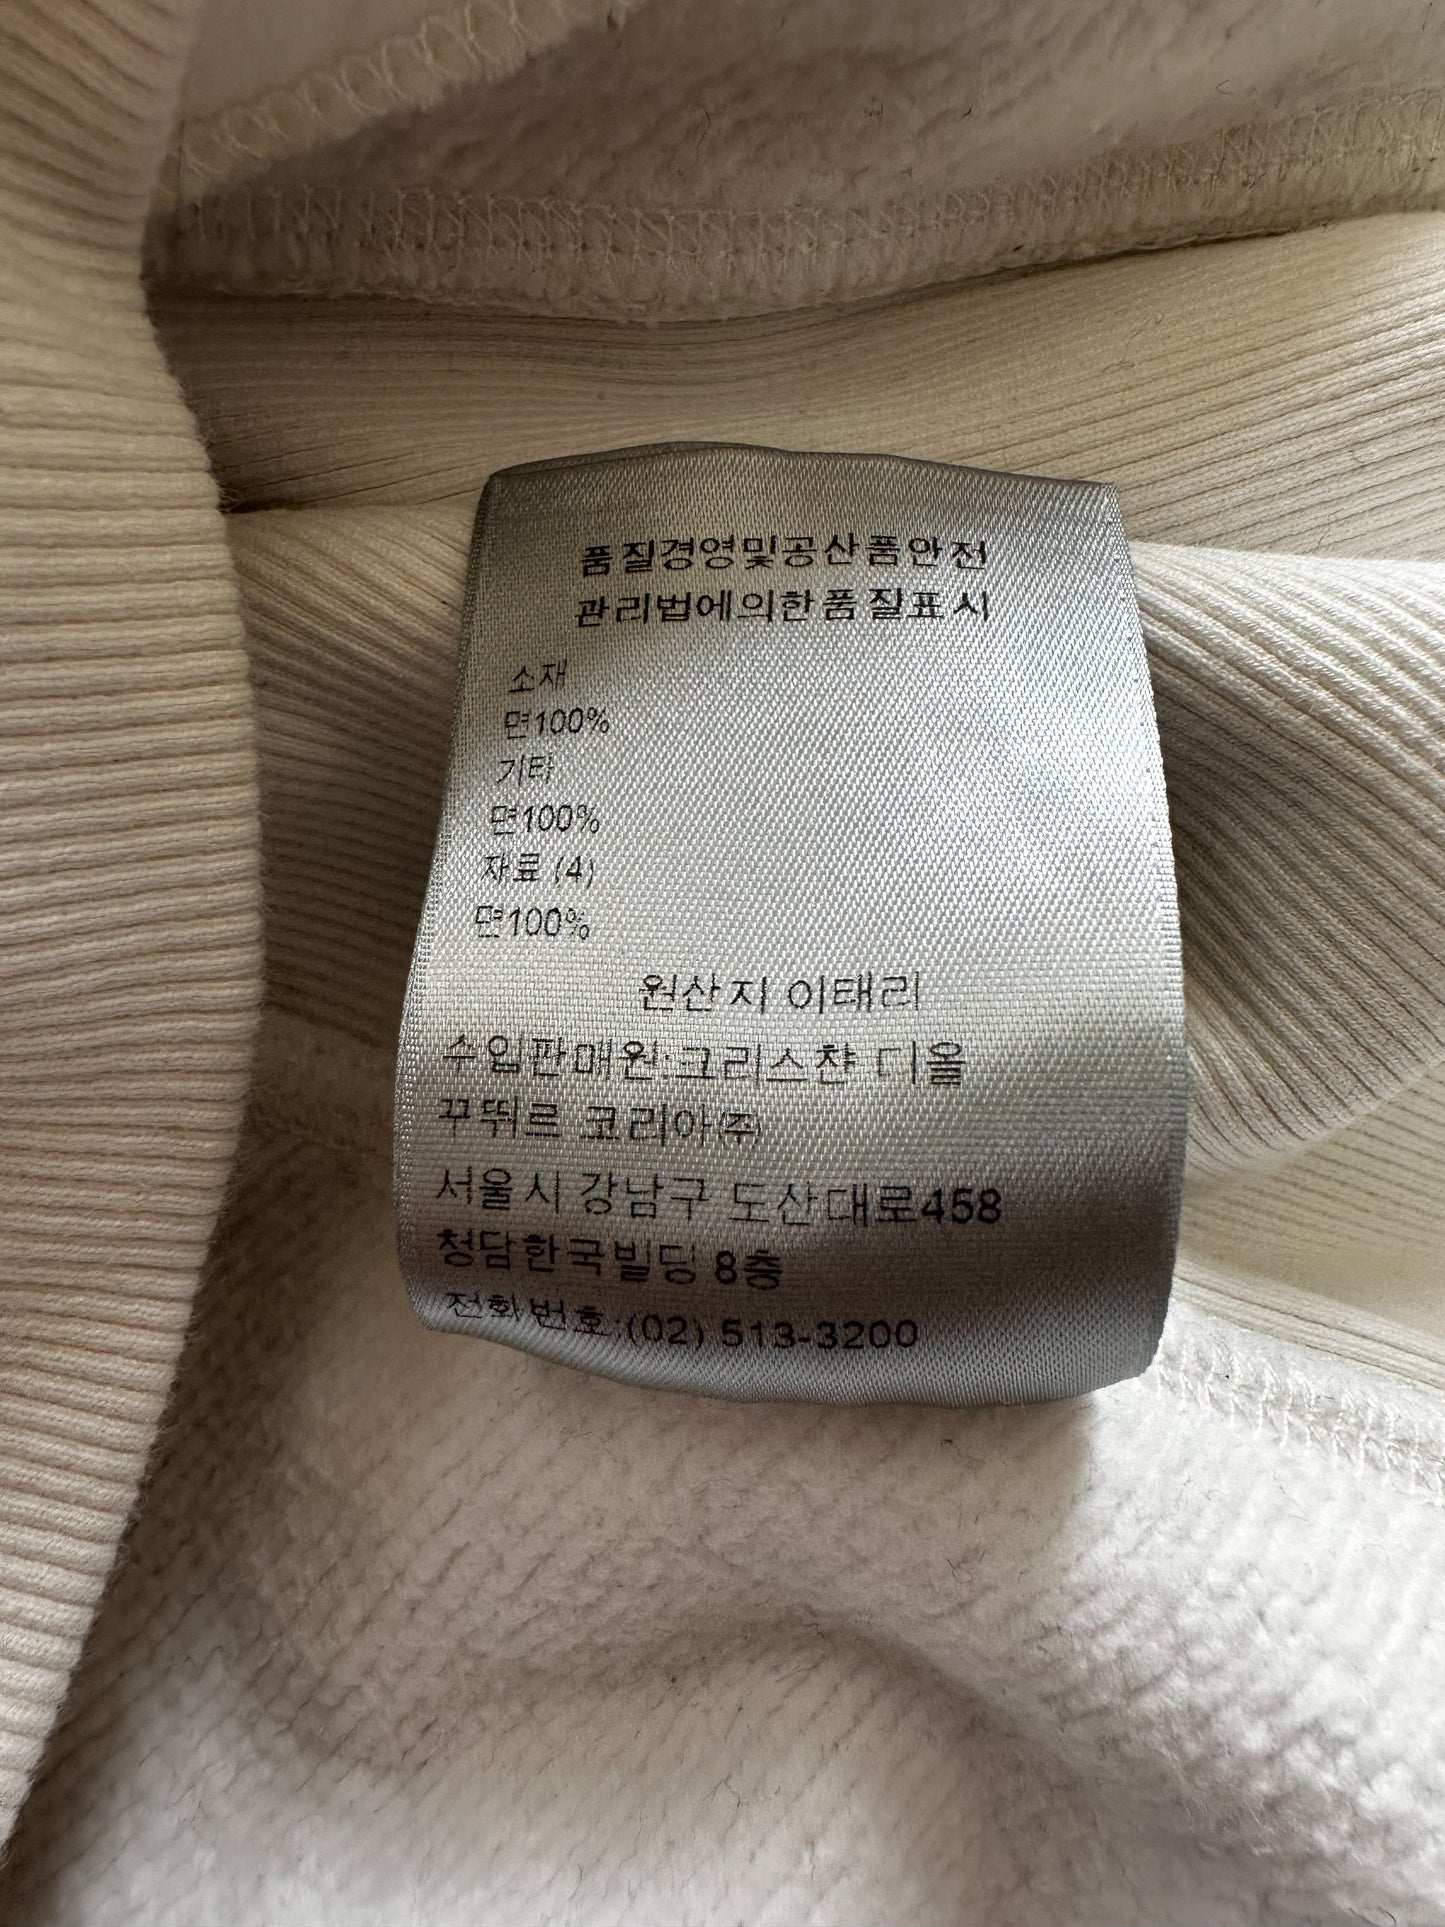 품질경영및공산품안전
관리법에의한품질표시
소재
면100%
기타
면100%
재료 (4)
면100%
원산지 이태리
수입판매원:크리스챤 디올
꾸뛰르 코리아(주)
서울시 강남구 도산대로458
청담한국빌딩 8층
전화번호:(02) 513-3200